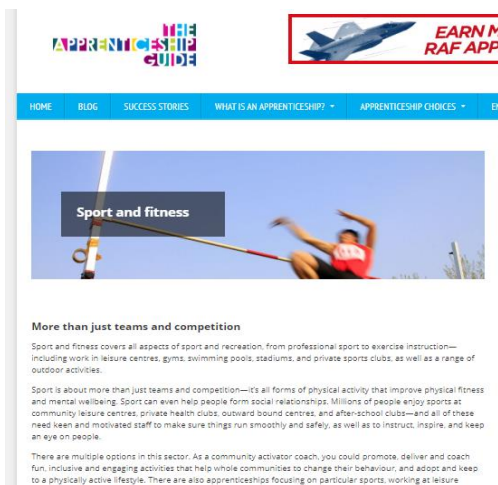 THE
APPRENTICESHIP
GUIDE
EARN M
RAF APP
HOME BLOG SUCCESS STORIES WHAT IS AN APPRENTICESHIP? APPRENTICESHIP CHOICES E
Sport and fitness
More than just teams and competition
Sport and fitness covers all aspects of sport and recreation, from professional sport to exercise instruction—
including work in leisure centres, gyms, swimming pools, stadiums, and private sports clubs, as well as a range of
outdoor activities.
Sport is about more than just teams and competition—it's all forms of physical activity that improve physical fitness
and mental wellbeing. Sport can even help people form social relationships. Millions of people enjoy sports at
community leisure centres, private health clubs, outward bound centres, and after-school clubs—and all of these
need keen and motivated staff to make sure things run smoothly and safely, as well as to instruct, inspire, and keep
an eye on people.
There are multiple options in this sector. As a community activator coach, you could promote, deliver and coach
fun, inclusive and engaging activities that help whole communities to change their behaviour, and adopt and keep
to a physically active lifestyle. There are also apprenticeships focusing on particular sports, working at leisure